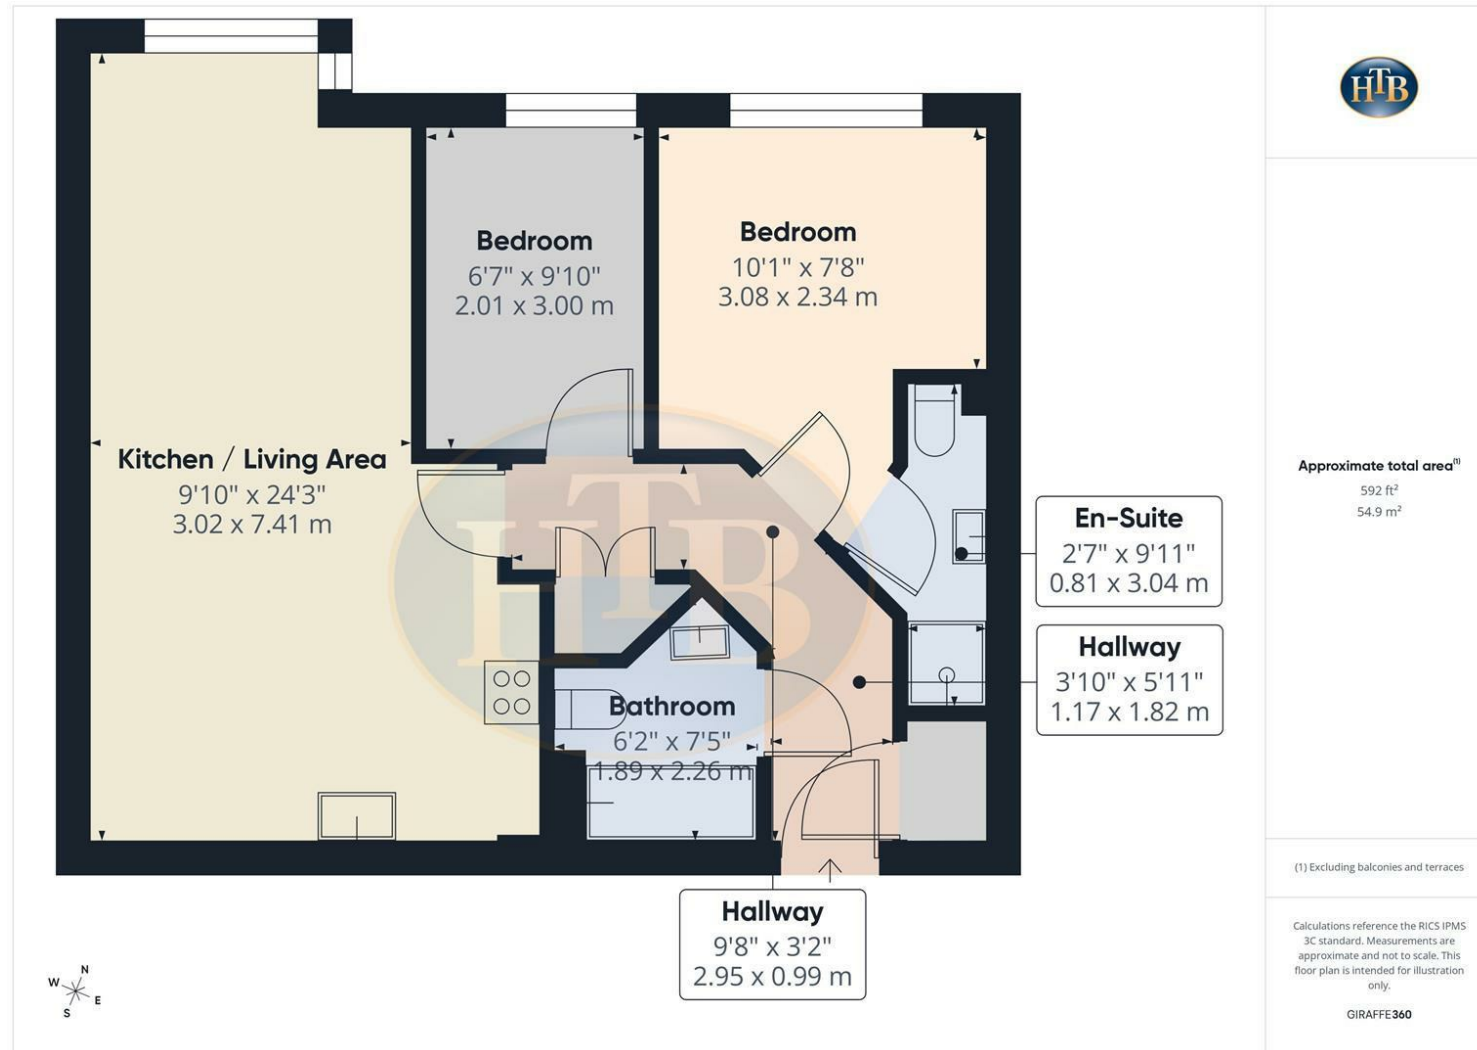 HTB
Bedroom
6'7" x 9'10"
2.01 x 3.00 m
Bedroom
10'1" x 7'8"
3.08 x 2.34 m
Kitchen / Living Area
9'10" x 24'3"
3.02 x 7.41 m
HTB
En-Suite
2'7" x 9'11"
0.81 x 3.04 m
Hallway
3'10" x 5'11"
1.17 x 1.82 m
Bathroom
6'2" x 7'5"
1.89 x 2.26 m
Hallway
9'8" x 3'2"
2.95 x 0.99 m
N
W
E
S
Approximate total area(1)
592 ft²
54.9 m²
(1) Excluding balconies and terraces
Calculations reference the RICS IPMS
3C standard. Measurements are
approximate and not to scale. This
floor plan is intended for illustration
only.
GIRAFFE360